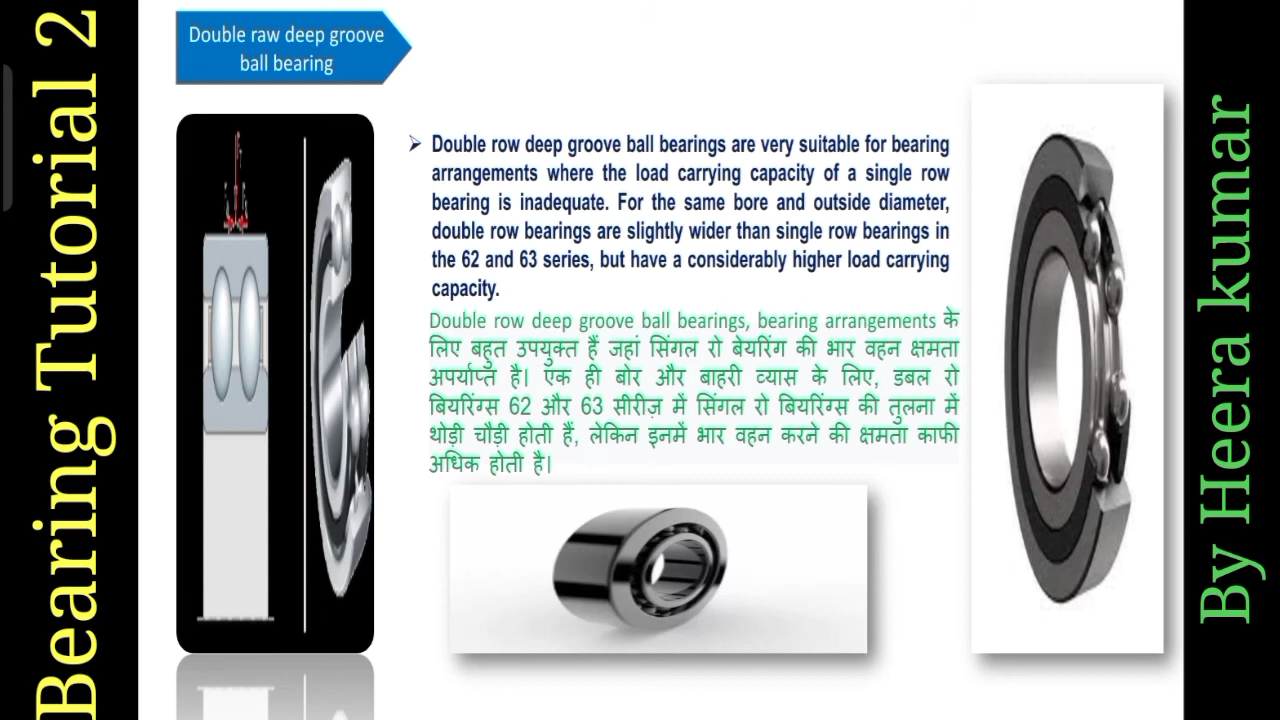 Bearing Tutorial 2
Double raw deep groove
ball bearing
➢ Double row deep groove ball bearings are very suitable for bearing
arrangements where the load carrying capacity of a single row
bearing is inadequate. For the same bore and outside diameter,
double row bearings are slightly wider than single row bearings in
the 62 and 63 series, but have a considerably higher load carrying
capacity.
Double row deep groove ball bearings, bearing arrangements के
लिए बहुत उपयुक्त हैं जहां सिंगल रो बेयरिंग की भार वहन क्षमता
अपर्याप्त है। एक ही बोर और बाहरी व्यास के लिए, डबल रो
बियरिंग्स 62 और 63 सीरीज़ में सिंगल रो बियरिंग्स की तुलना में
थोड़ी चौड़ी होती हैं, लेकिन इनमें भार वहन करने की क्षमता काफी
अधिक होती है।
By Heera kumar